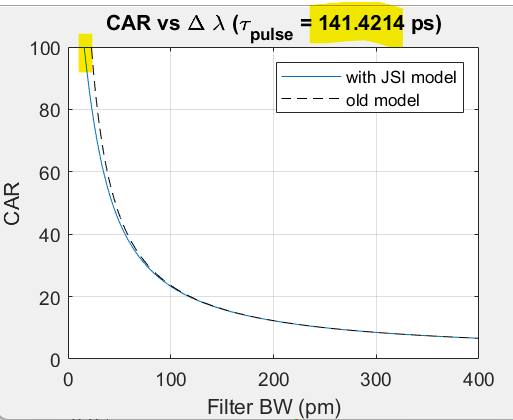 CAR vs Δ λ (τpulse = 141.4214 ps)
100
80
60
40
20
0
CAR
with JSI model
old model
0 100 200 300 400
Filter BW (pm)